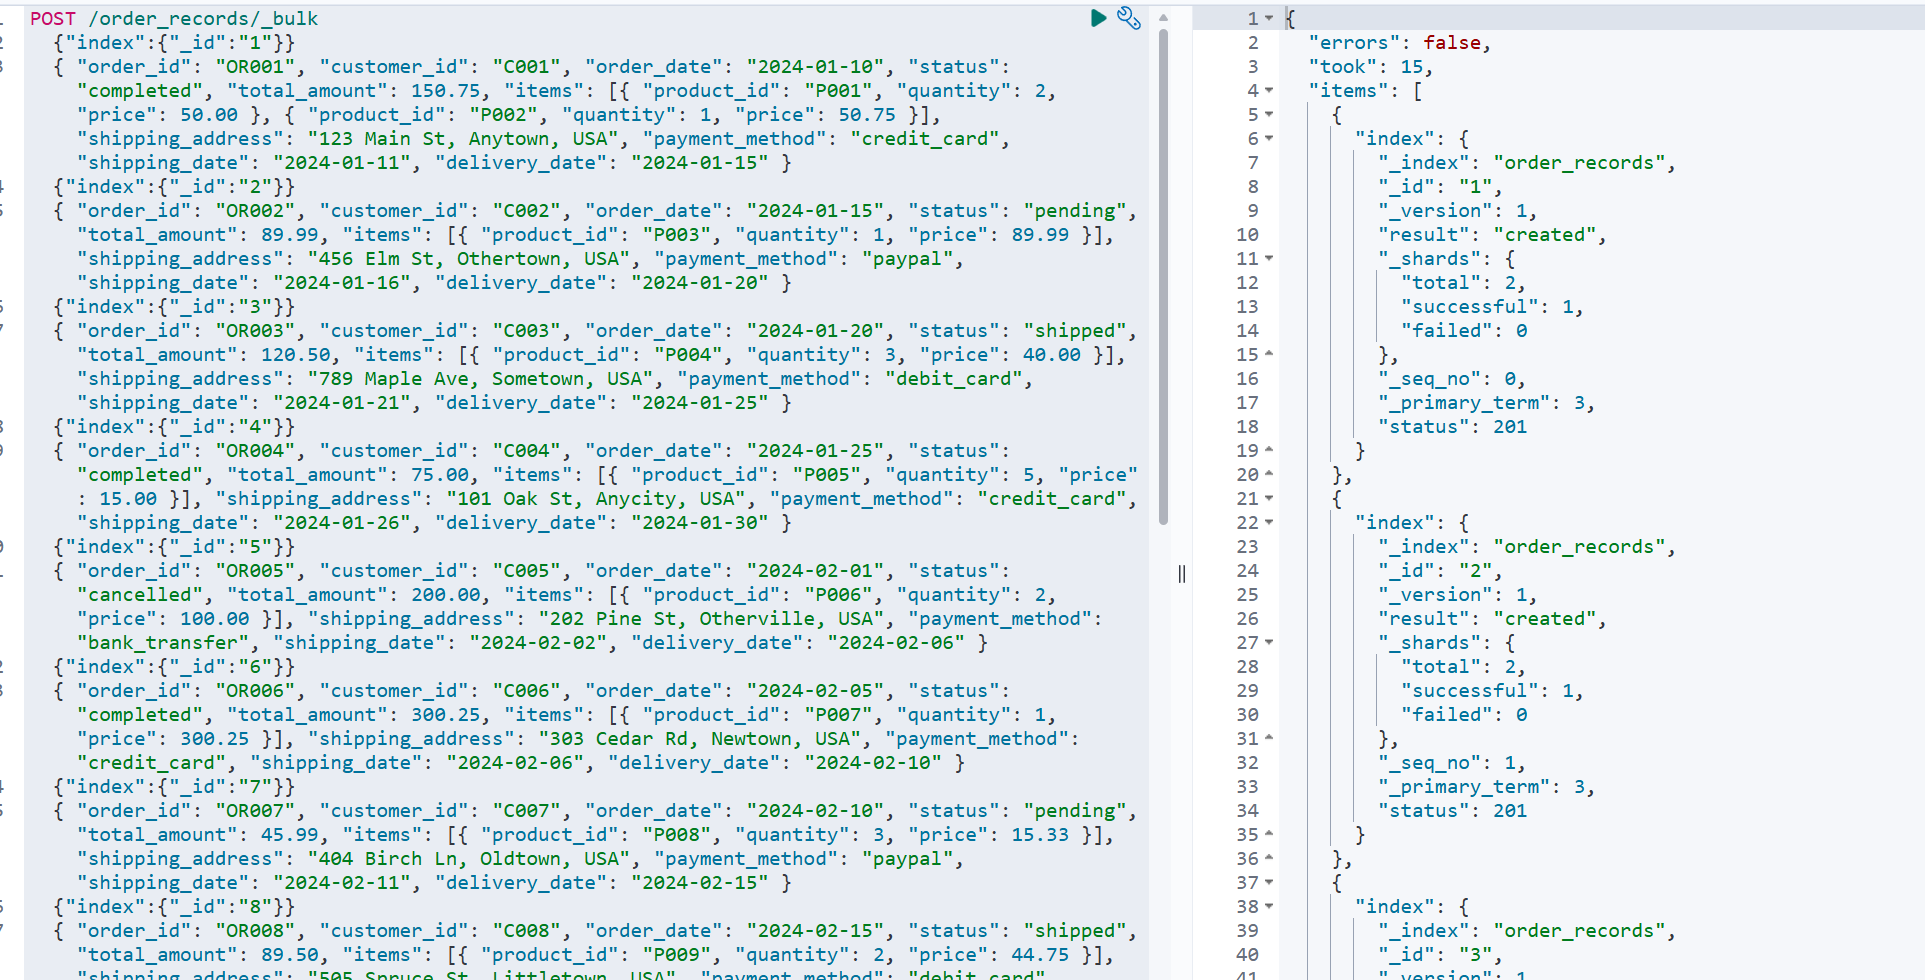 POST /order_records/_bulk
{"index":{"_id":"1"}}
{ "order_id": "OR001", "customer_id": "C001", "order_date": "2024-01-10", "status":
"completed", "total_amount": 150.75, "items": [{ "product_id": "P001", "quantity": 2,
"price": 50.00 }, { "product_id": "P002", "quantity": 1, "price": 50.75 }],
"shipping_address": "123 Main St, Anytown, USA", "payment_method": "credit_card",
"shipping_date": "2024-01-11", "delivery_date": "2024-01-15" }
{"index":{"_id":"2"}}
{ "order_id": "OR002", "customer_id": "C002", "order_date": "2024-01-15", "status": "pending",
"total_amount": 89.99, "items": [{ "product_id": "P003", "quantity": 1, "price": 89.99 }],
"shipping_address": "456 Elm St, Othertown, USA", "payment_method": "paypal",
"shipping_date": "2024-01-16", "delivery_date": "2024-01-20" }
{"index":{"_id":"3"}}
{ "order_id": "OR003", "customer_id": "C003", "order_date": "2024-01-20", "status": "shipped",
"total_amount": 120.50, "items": [{ "product_id": "P004", "quantity": 3, "price": 40.00 }],
"shipping_address": "789 Maple Ave, Sometown, USA", "payment_method": "debit_card",
"shipping_date": "2024-01-21", "delivery_date": "2024-01-25" }
{"index":{"_id":"4"}}
{ "order_id": "OR004", "customer_id": "C004", "order_date": "2024-01-25", "status":
"completed", "total_amount": 75.00, "items": [{ "product_id": "P005", "quantity": 5, "price"
: 15.00 }], "shipping_address": "101 Oak St, Anycity, USA", "payment_method": "credit_card",
"shipping_date": "2024-01-26", "delivery_date": "2024-01-30" }
{"index":{"_id":"5"}}
{ "order_id": "OR005", "customer_id": "C005", "order_date": "2024-02-01", "status":
"cancelled", "total_amount": 200.00, "items": [{ "product_id": "P006", "quantity": 2,
"price": 100.00 }], "shipping_address": "202 Pine St, Otherville, USA", "payment_method":
"bank_transfer", "shipping_date": "2024-02-02", "delivery_date": "2024-02-06" }
{"index":{"_id":"6"}}
{ "order_id": "OR006", "customer_id": "C006", "order_date": "2024-02-05", "status":
"completed", "total_amount": 300.25, "items": [{ "product_id": "P007", "quantity": 1,
"price": 300.25 }], "shipping_address": "303 Cedar Rd, Newtown, USA", "payment_method":
"credit_card", "shipping_date": "2024-02-06", "delivery_date": "2024-02-10" }
{"index":{"_id":"7"}}
{ "order_id": "OR007", "customer_id": "C007", "order_date": "2024-02-10", "status": "pending",
"total_amount": 45.99, "items": [{ "product_id": "P008", "quantity": 3, "price": 15.33 }],
"shipping_address": "404 Birch Ln, Oldtown, USA", "payment_method": "paypal",
"shipping_date": "2024-02-11", "delivery_date": "2024-02-15" }
{"index":{"_id":"8"}}
{ "order_id": "OR008", "customer_id": "C008", "order_date": "2024-02-15", "status": "shipped",
"total_amount": 89.50, "items": [{ "product_id": "P009", "quantity": 2, "price": 44.75 }],
"shipping_address": "505 Spruce St, Littletown, USA", "payment_method": "debit_card"
1 {
2 "errors": false,
3 "took": 15,
4 "items": [
5 {
6 "index": {
7 "_index": "order_records",
8 "_id": "1",
9 "_version": 1,
10 "result": "created",
11 "_shards": {
12 "total": 2,
13 "successful": 1,
14 "failed": 0
15 },
16 "_seq_no": 0,
17 "_primary_term": 3,
18 "status": 201
19 }
20 },
21 {
22 "index": {
23 "_index": "order_records",
24 "_id": "2",
25 "_version": 1,
26 "result": "created",
27 "_shards": {
28 "total": 2,
29 "successful": 1,
30 "failed": 0
31 },
32 "_seq_no": 1,
33 "_primary_term": 3,
34 "status": 201
35 }
36 },
37 {
38 "index": {
39 "_index": "order_records",
40 "_id": "3",
41 "_version": 1